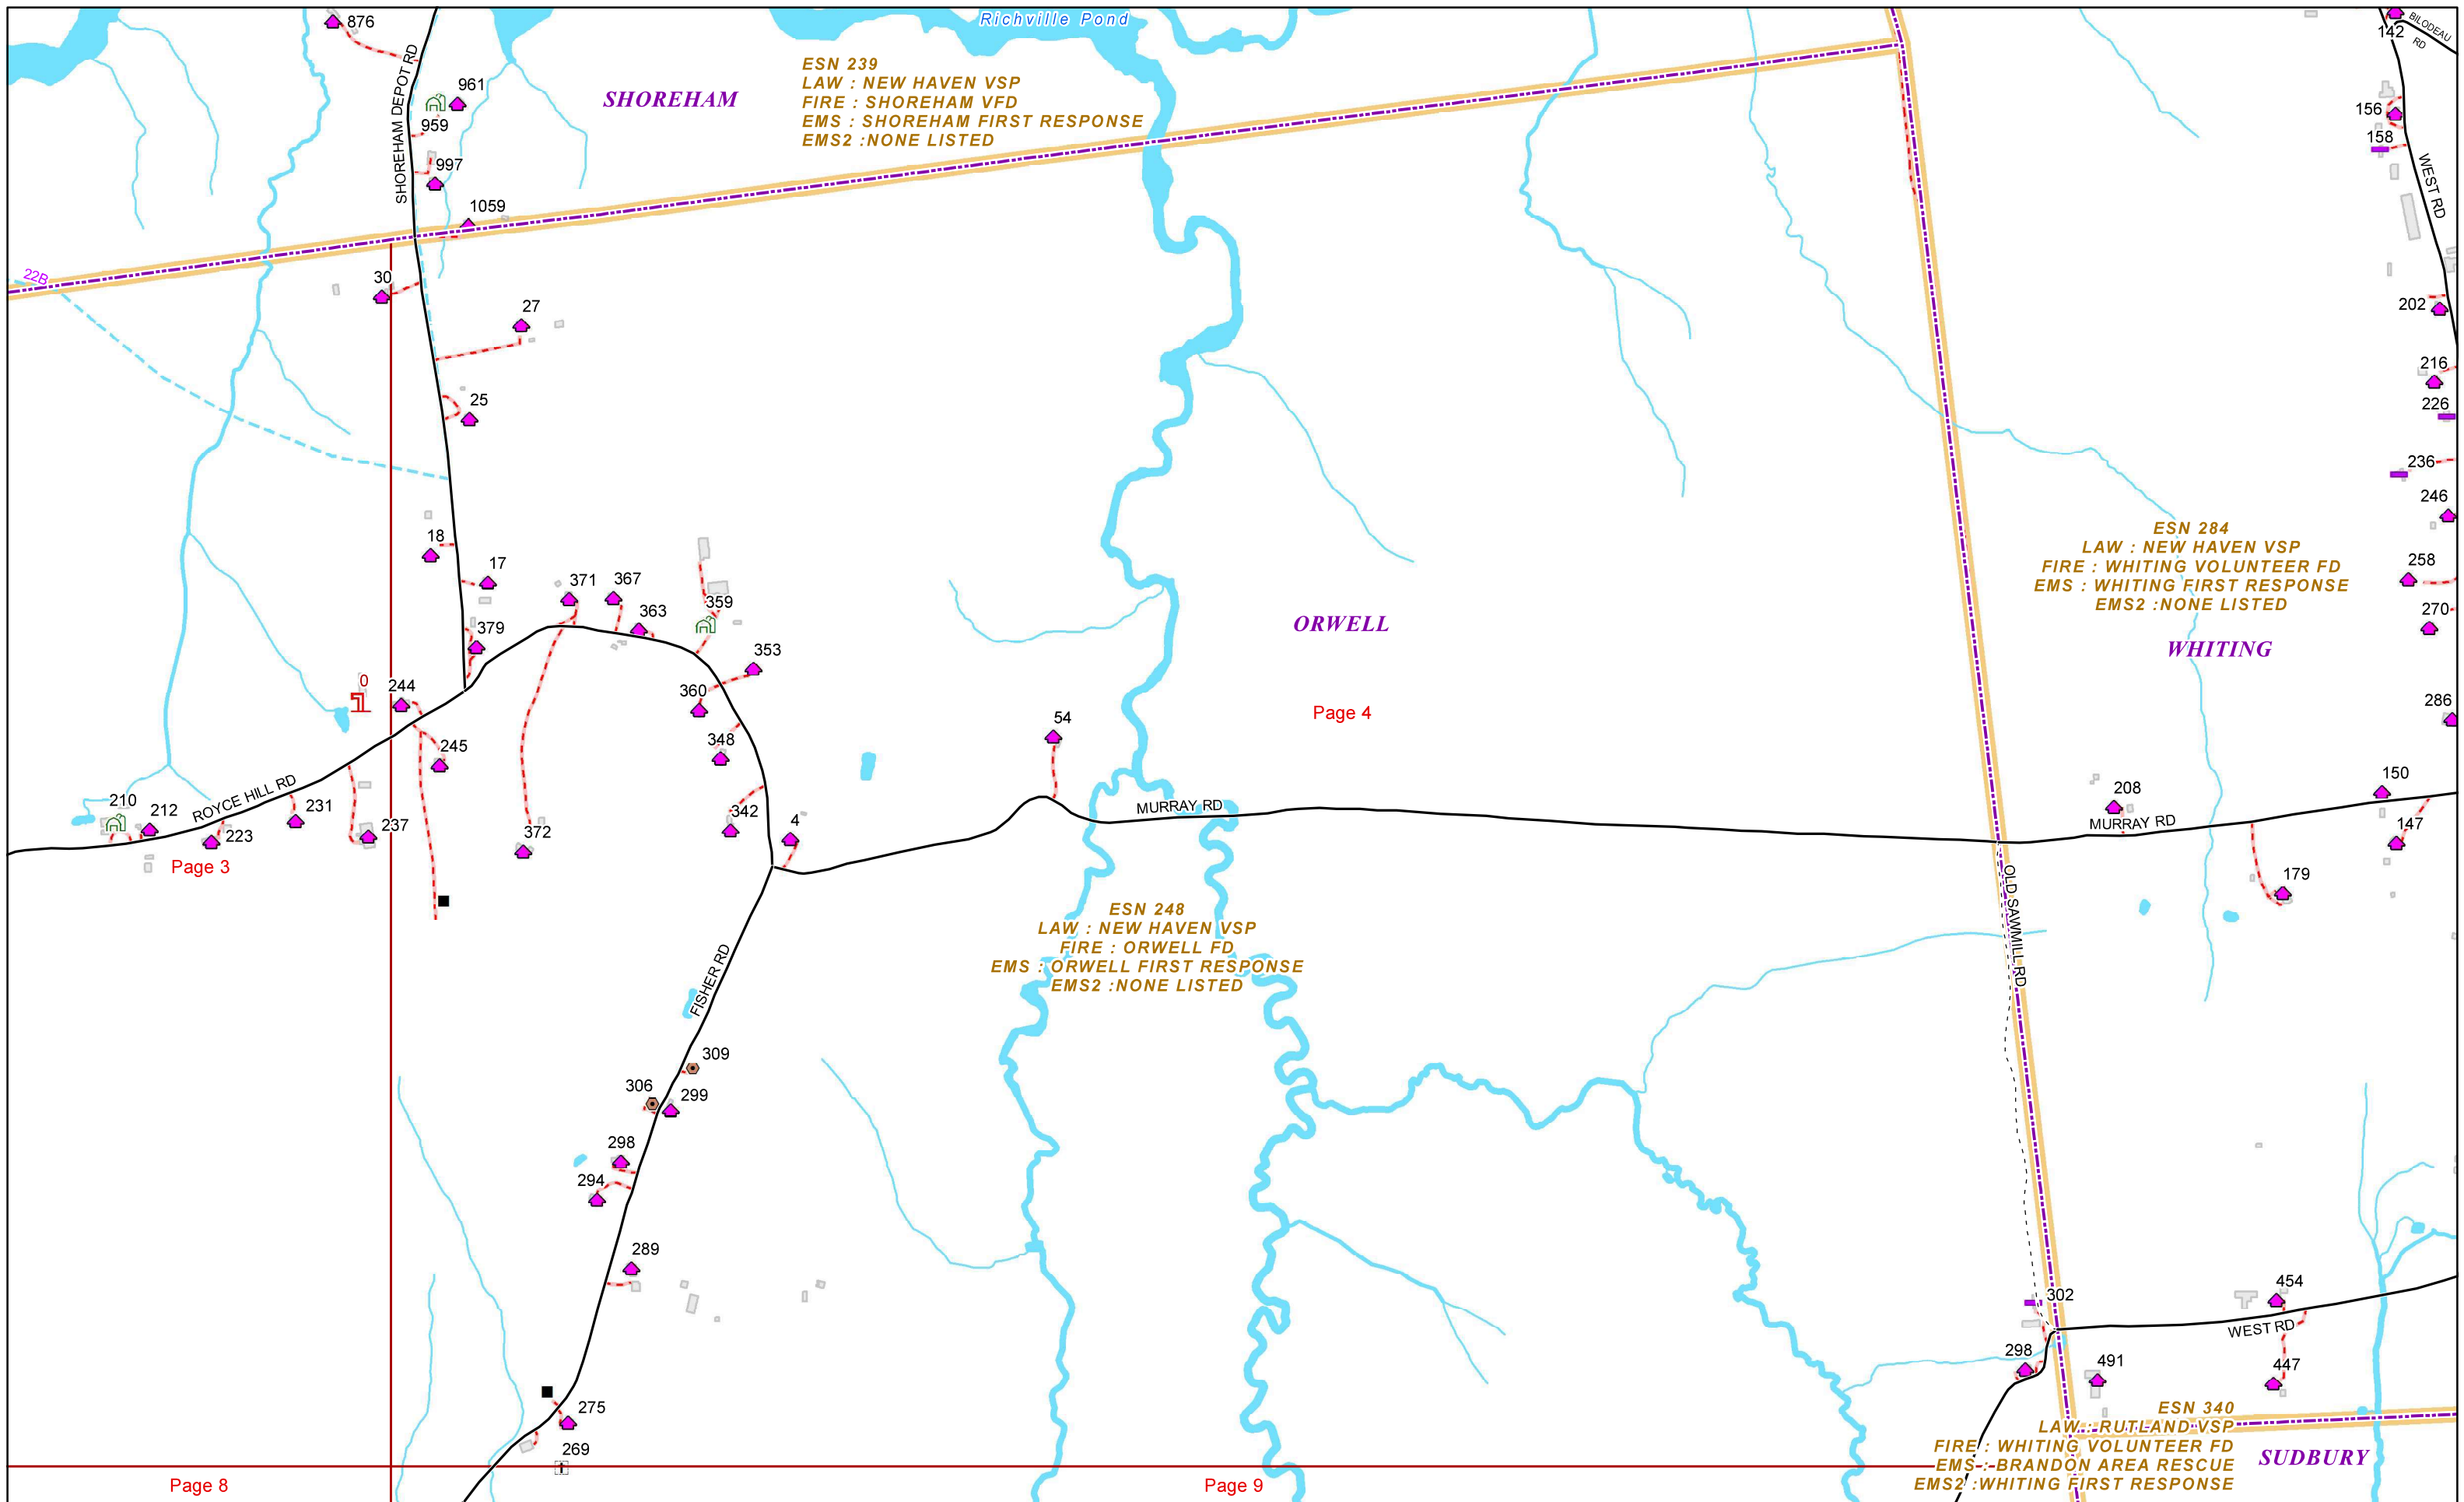 Richville Pond
876
SHOREHAM DEPOT RD
961
959
997
1059
SHOREHAM
ESN 239
LAW : NEW HAVEN VSP
FIRE : SHOREHAM VFD
EMS : SHOREHAM FIRST RESPONSE
EMS2 :NONE LISTED
142
BILODEAU
RD
156
158
WEST RD
22B
30
27
25
202
216
226
236
246
258
270
286
18
17
371
367
363
359
353
379
360
348
342
4
0
244
245
ROYCE HILL RD
210
212
223
231
237
372
Page 3
54
ORWELL
Page 4
MURRAY RD
ESN 284
LAW : NEW HAVEN VSP
FIRE : WHITING VOLUNTEER FD
EMS : WHITING FIRST RESPONSE
EMS2 :NONE LISTED
WHITING
208
MURRAY RD
150
147
179
OLD SAWMILL RD
ESN 248
LAW : NEW HAVEN VSP
FIRE : ORWELL FD
EMS : ORWELL FIRST RESPONSE
EMS2 :NONE LISTED
FISHER RD
309
306
299
298
294
289
275
269
302
298
491
454
WEST RD
447
ESN 340
LAW : RUTLAND VSP
FIRE : WHITING VOLUNTEER FD
EMS : BRANDON AREA RESCUE
EMS2 :WHITING FIRST RESPONSE
SUDBURY
Page 8
Page 9